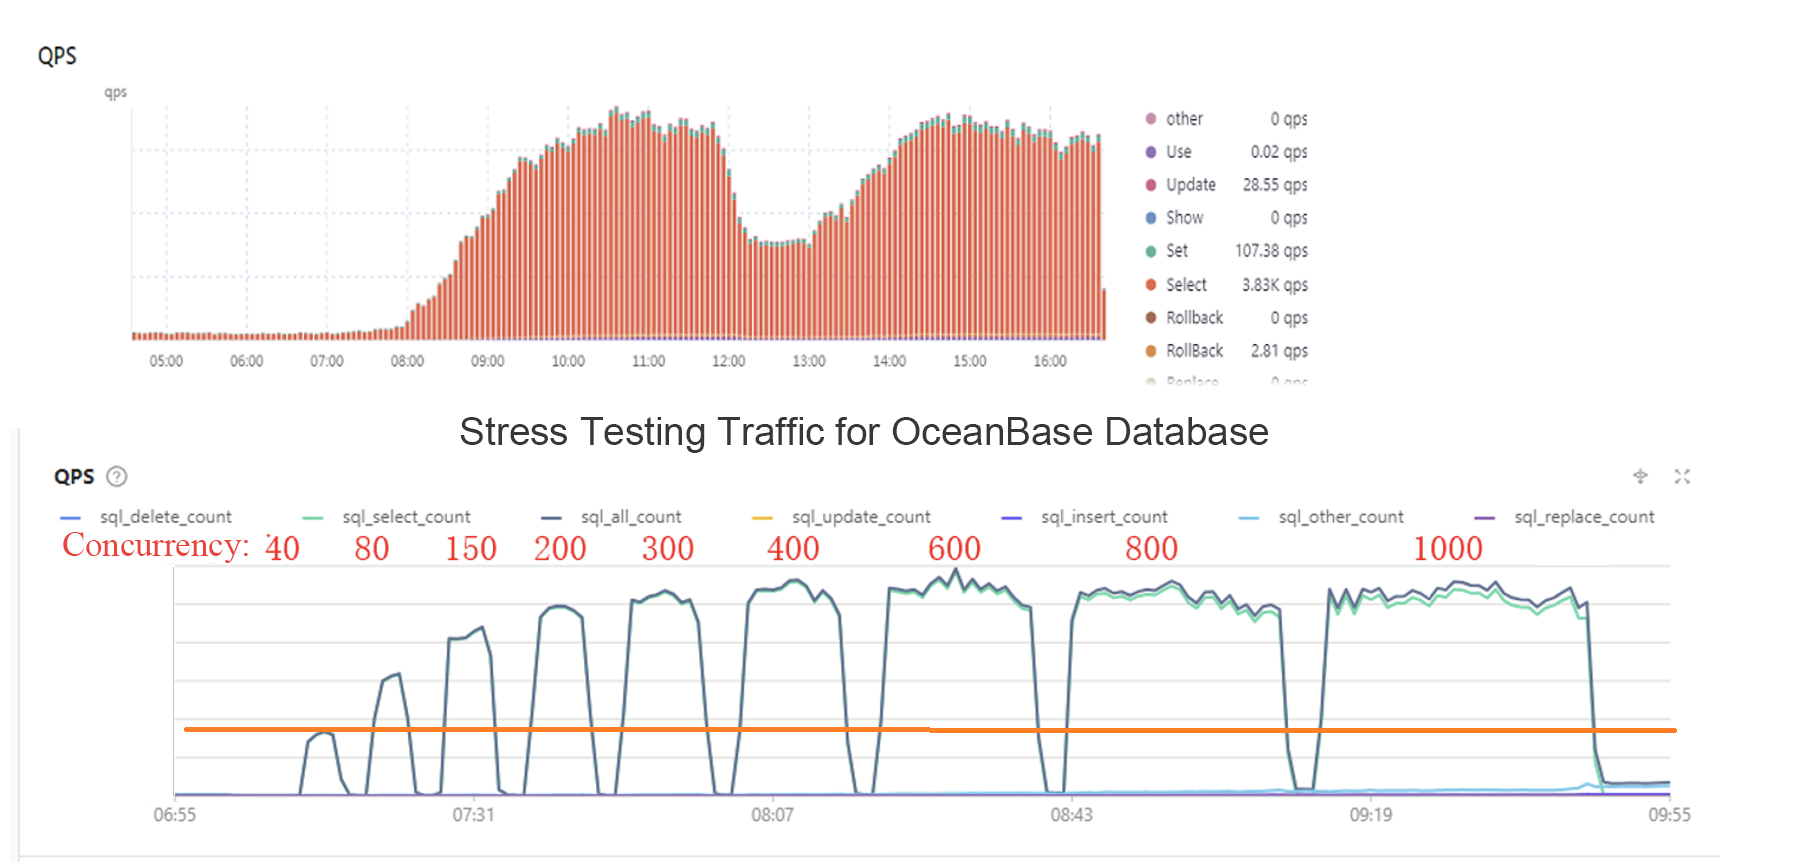 QPS
qps
other 0 qps
Use 0.02 qps
Update 28.55 qps
Show 0 qps
Set 107.38 qps
Select 3.83K qps
Rollback 0 qps
RollBack 2.81 qps
Replace 0 qps
05:00 06:00 07:00 08:00 09:00 10:00 11:00 12:00 13:00 14:00 15:00 16:00
Stress Testing Traffic for OceanBase Database
QPS ?
sql_delete_count sql_select_count sql_all_count sql_update_count sql_insert_count sql_other_count sql_replace_count
Concurrency: 40 80 150 200 300 400 600 800 1000
06:55 07:31 08:07 08:43 09:19 09:55